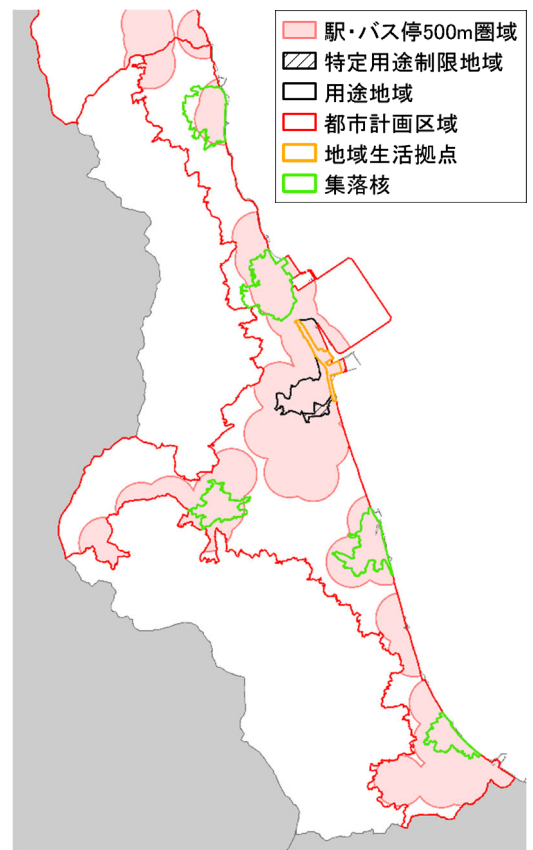 駅・バス停500m圏域
特定用途制限地域
用途地域
都市計画区域
地域生活拠点
集落核